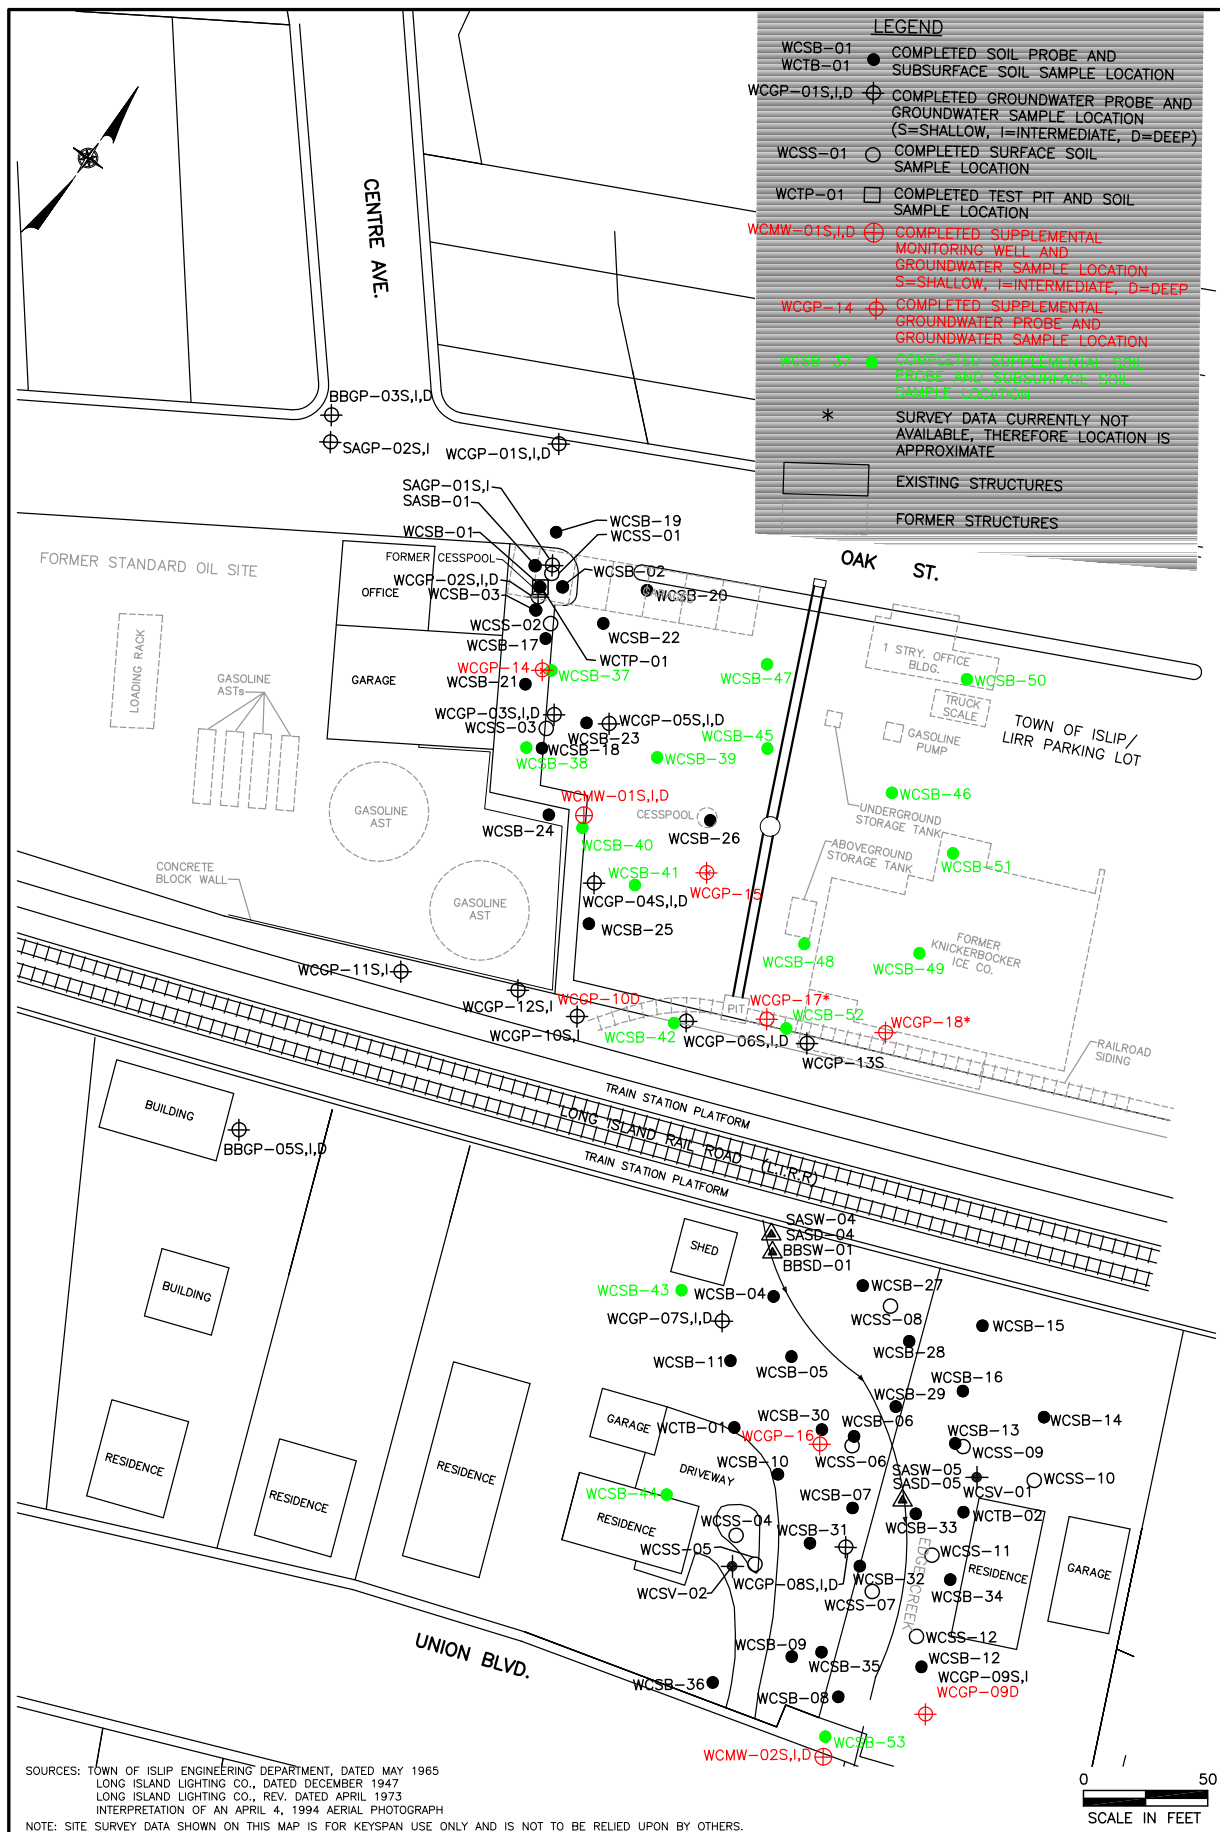 LEGEND
WCSB-01
WCTB-01
COMPLETED SOIL PROBE AND
SUBSURFACE SOIL SAMPLE LOCATION
WCGP-01S,I,D
COMPLETED GROUNDWATER PROBE AND
GROUNDWATER SAMPLE LOCATION
(S=SHALLOW, I=INTERMEDIATE, D=DEEP)
WCSS-01
COMPLETED SURFACE SOIL
SAMPLE LOCATION
WCTP-01
COMPLETED TEST PIT AND SOIL
SAMPLE LOCATION
WCMW-01S,I,D
COMPLETED SUPPLEMENTAL
MONITORING WELL AND
GROUNDWATER SAMPLE LOCATION
S=SHALLOW, I=INTERMEDIATE, D=DEEP
WCGP-14
COMPLETED SUPPLEMENTAL
GROUNDWATER PROBE AND
GROUNDWATER SAMPLE LOCATION
WCSB-37
COMPLETED SUPPLEMENTAL SOIL
PROBE AND SUBSURFACE SOIL
SAMPLE LOCATION
*
SURVEY DATA CURRENTLY NOT
AVAILABLE, THEREFORE LOCATION IS
APPROXIMATE
EXISTING STRUCTURES
FORMER STRUCTURES
CENTRE AVE.
BBGP-03S,I,D
SAGP-02S,I
WCGP-01S,I,D
SAGP-01S,I
SASB-01
WCSB-01
WCSB-19
WCSS-01
OAK ST.
FORMER STANDARD OIL SITE
FORMER CESSPOOL
WCGP-02S,I,D
WCSB-03
WCSB-02
WCSB-20
OFFICE
WCSS-02
WCSB-22
WCSB-17
WCTP-01
WCGP-14
WCSB-37
WCSB-47
1 STRY. OFFICE
BLDG.
WCSB-50
LOADING RACK
GASOLINE
ASTs
GARAGE
WCSB-21
WCGP-03S,I,D
WCSS-03
WCGP-05S,I,D
WCSB-23
WCSB-18
WCSB-38
WCSB-39
WCSB-45
TRUCK
SCALE
GASOLINE
PUMP
TOWN OF ISLIP/
LIRR PARKING LOT
WCSB-46
WCMW-01S,I,D
GASOLINE
AST
WCSB-24
CESSPOOL
WCSB-26
WCSB-40
UNDERGROUND
STORAGE TANK
ABOVEGROUND
STORAGE TANK
WCSB-51
CONCRETE
BLOCK WALL
WCSB-41
WCGP-15
WCGP-04S,I,D
GASOLINE
AST
WCSB-25
WCSB-48
WCSB-49
FORMER
KNICKERBOCKER
ICE CO.
WCGP-11S,I
WCGP-12S,I
WCGP-10D
WCGP-10S,I
PIT
WCGP-17*
WCSB-52
WCGP-18*
WCSB-42
WCGP-06S,I,D
WCGP-13S
RAILROAD
SIDING
TRAIN STATION PLATFORM
LONG ISLAND RAIL ROAD (L.I.R.R)
TRAIN STATION PLATFORM
BUILDING
BBGP-05S,I,D
SHED
SASW-04
SASD-04
BBSW-01
BBSD-01
BUILDING
WCSB-43
WCSB-04
WCSB-27
WCSS-08
WCGP-07S,I,D
WCSB-15
WCSB-28
WCSB-11
WCSB-05
WCSB-16
WCSB-29
GARAGE
WCTB-01
WCSB-30
WCSB-06
WCSB-14
WCGP-16
WCSB-13
WCSS-06
WCSS-09
RESIDENCE
RESIDENCE
DRIVEWAY
WCSB-10
SASW-05
SASD-05
WCSS-10
WCSV-01
RESIDENCE
WCSB-44
WCSB-07
WCTB-02
RESIDENCE
WCSS-04
WCSB-31
WCSB-33
WCSS-05
WCSS-11
WCSV-02
WCGP-08S,I,D
WCSB-32
WCSS-07
WCSB-34
RESIDENCE
GARAGE
EDGE CREEK
WCSS-12
UNION BLVD.
WCSB-09
WCSB-35
WCSB-12
WCGP-09S,I
WCGP-09D
WCSB-36
WCSB-08
WCSB-53
WCMW-02S,I,D
SOURCES: TOWN OF ISLIP ENGINEERING DEPARTMENT, DATED MAY 1965
LONG ISLAND LIGHTING CO., DATED DECEMBER 1947
LONG ISLAND LIGHTING CO., REV. DATED APRIL 1973
INTERPRETATION OF AN APRIL 4, 1994 AERIAL PHOTOGRAPH
NOTE: SITE SURVEY DATA SHOWN ON THIS MAP IS FOR KEYSPAN USE ONLY AND IS NOT TO BE RELIED UPON BY OTHERS.
0 50
SCALE IN FEET